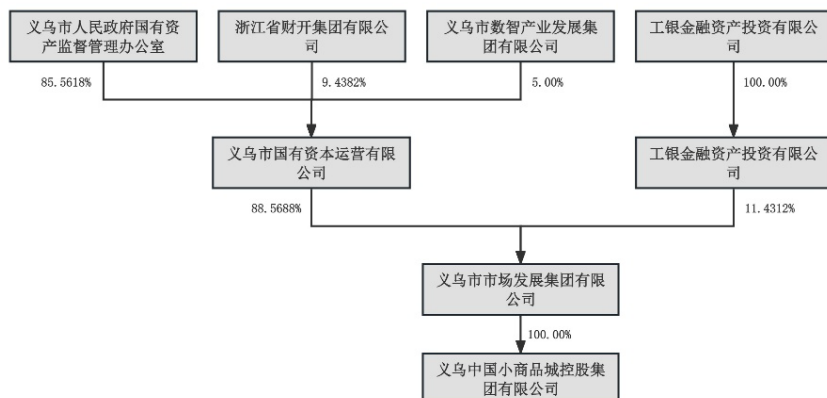 义乌市人民政府国有资
产监督管理办公室
浙江省财开集团有限公
司
义乌市数智产业发展集
团有限公司
工银金融资产投资有限公
司
85.5618%
9.4382%
5.00%
100.00%
义乌市国有资本运营有限
公司
工银金融资产投资有限公
司
88.5688%
11.4312%
义乌市市场发展集团有限
公司
100.00%
义乌中国小商品城控股集
团有限公司